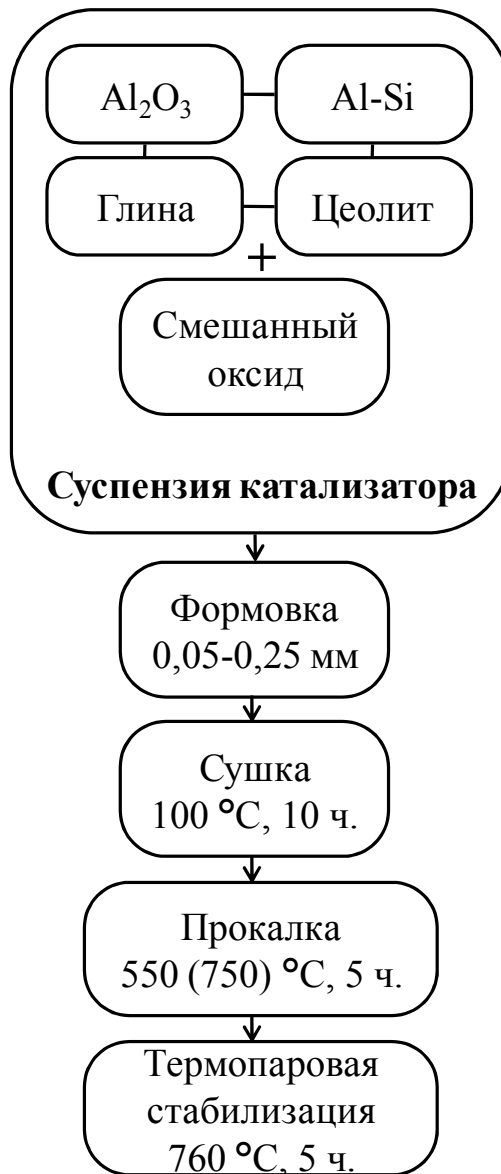 Al₂O₃ Al-Si
Глина Цеолит
+
Смешанный
оксид
Суспензия катализатора
Формовка
0,05-0,25 мм
Сушка
100 °C, 10 ч.
Прокалка
550 (750) °C, 5 ч.
Термопаровая
стабилизация
760 °C, 5 ч.